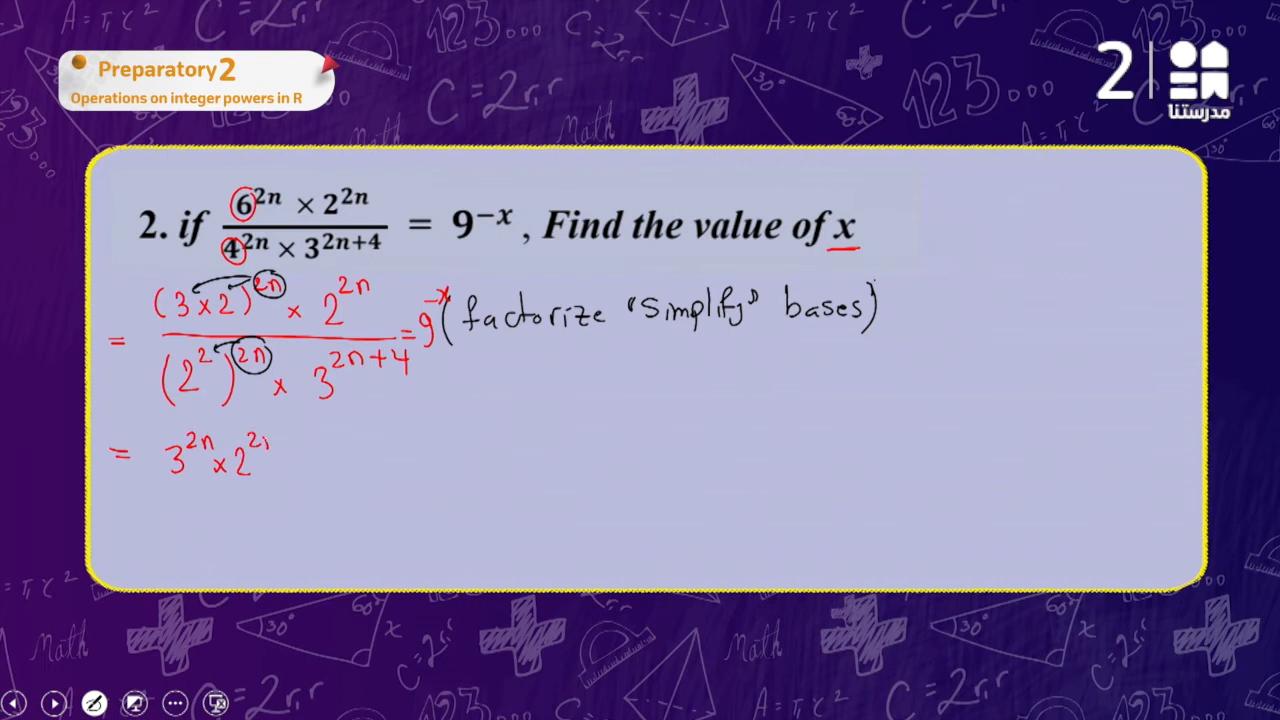 Preparatory 2
Operations on integer powers in R
2
مدرستنا
2. if (6^{2n} × 2^{2n}) / (4^{2n} × 3^{2n+4}) = 9^{-x} , Find the value of x
= ((3×2)^{2n} × 2^{2n}) / ((2^2)^{2n} × 3^{2n+4}) = 9^{-x} (factorize "simplify" bases)
= 3^{2n} × 2^{2